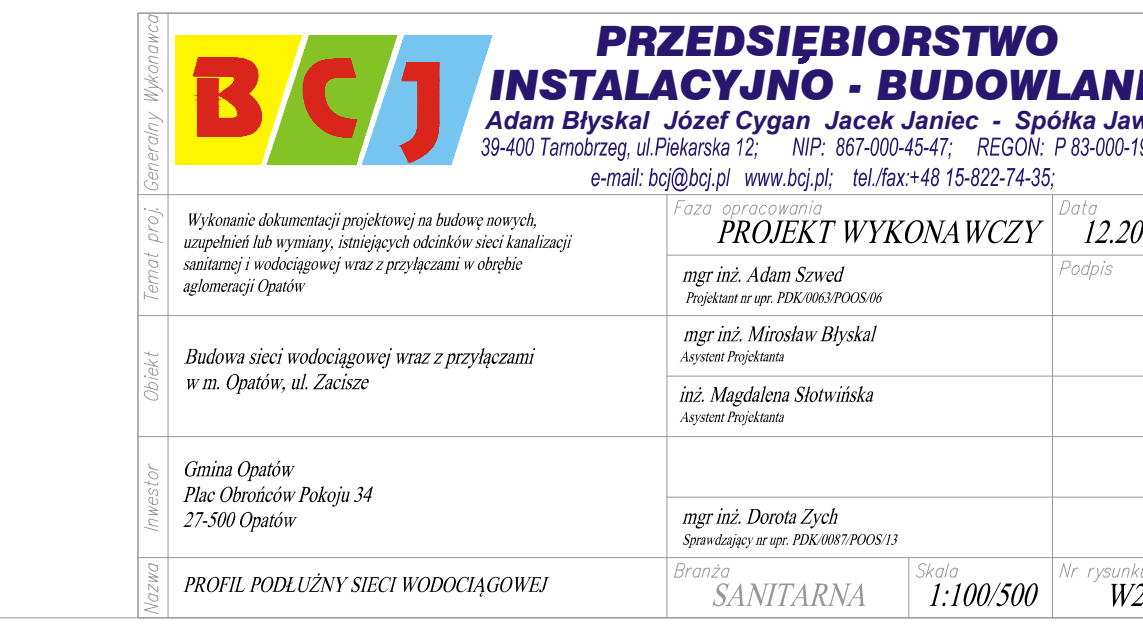 Generalny Wykonawca
BCJ
PRZEDSIĘBIORSTWO
INSTALACYJNO - BUDOWLAN
Adam Błyskal Józef Cygan Jacek Janiec - Spółka Jaw
39-400 Tarnobrzeg, ul.Piekarska 12; NIP: 867-000-45-47; REGON: P 83-000-19
e-mail: bcj@bcj.pl www.bcj.pl; tel./fax:+48 15-822-74-35;
Temat proj.
Wykonanie dokumentacji projektowej na budowę nowych,
uzupełnień lub wymiany, istniejących odcinków sieci kanalizacji
sanitarnej i wodociągowej wraz z przyłączami w obrębie
aglomeracji Opatów
Faza opracowania
PROJEKT WYKONAWCZY
Data
12.20
mgr inż. Adam Szwed
Projektant nr upr. PDK/0063/POOS/06
Podpis
Obiekt
Budowa sieci wodociągowej wraz z przyłączami
w m. Opatów, ul. Zacisze
mgr inż. Mirosław Błyskal
Asystent Projektanta
inż. Magdalena Słotwińska
Asystent Projektanta
Inwestor
Gmina Opatów
Plac Obrońców Pokoju 34
27-500 Opatów
mgr inż. Dorota Zych
Sprawdzający nr upr. PDK/0087/POOS/13
Nazwa
PROFIL PODŁUŻNY SIECI WODOCIĄGOWEJ
Branża
SANITARNA
Skala
1:100/500
Nr rysunku
W2